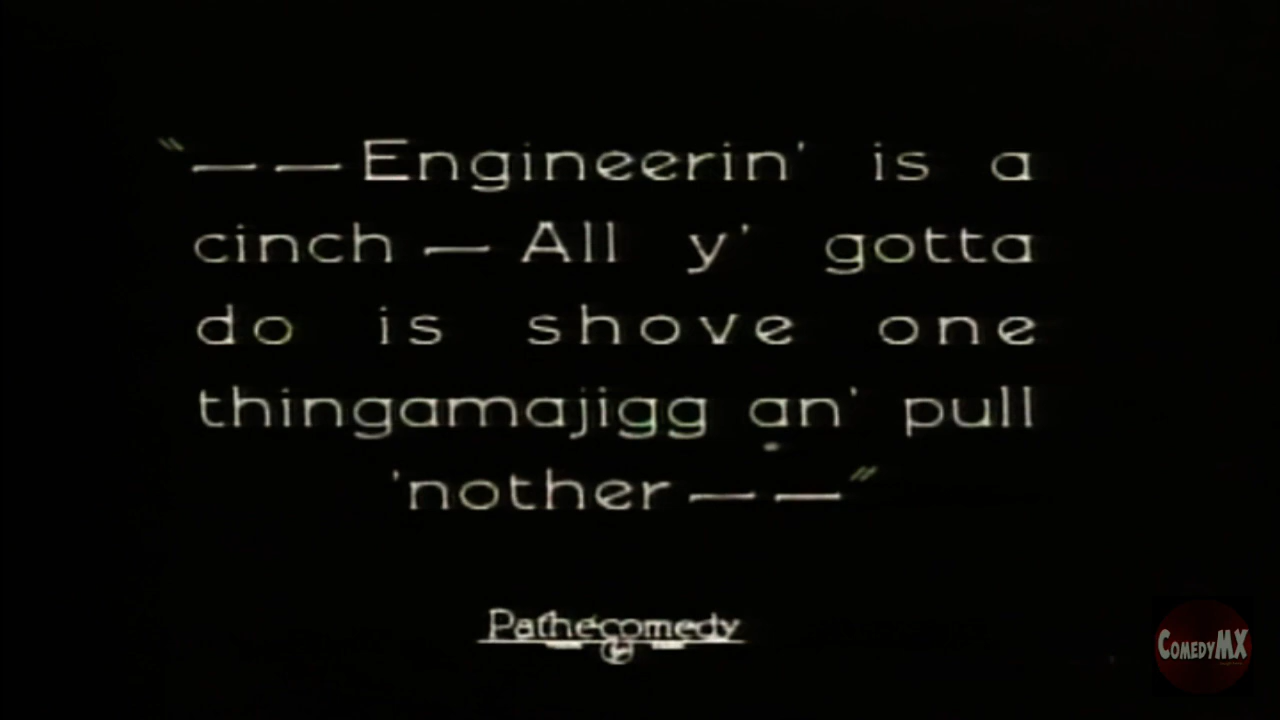 "——Engineerin' is a
cinch — All y' gotta
do is shove one
thingamajigg an' pull
'nother——"
Pathécomedy
COMEDYMX